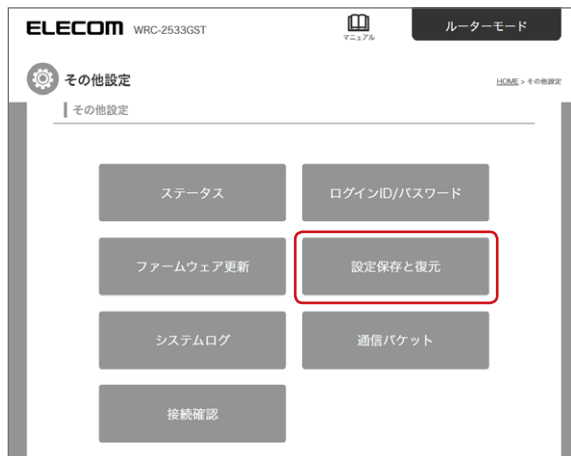 ELECOM WRC-2533GST
マニュアル
ルーターモード
その他設定
HOME > その他設定
その他設定
ステータス
ログインID/パスワード
ファームウェア更新
設定保存と復元
システムログ
通信パケット
接続確認